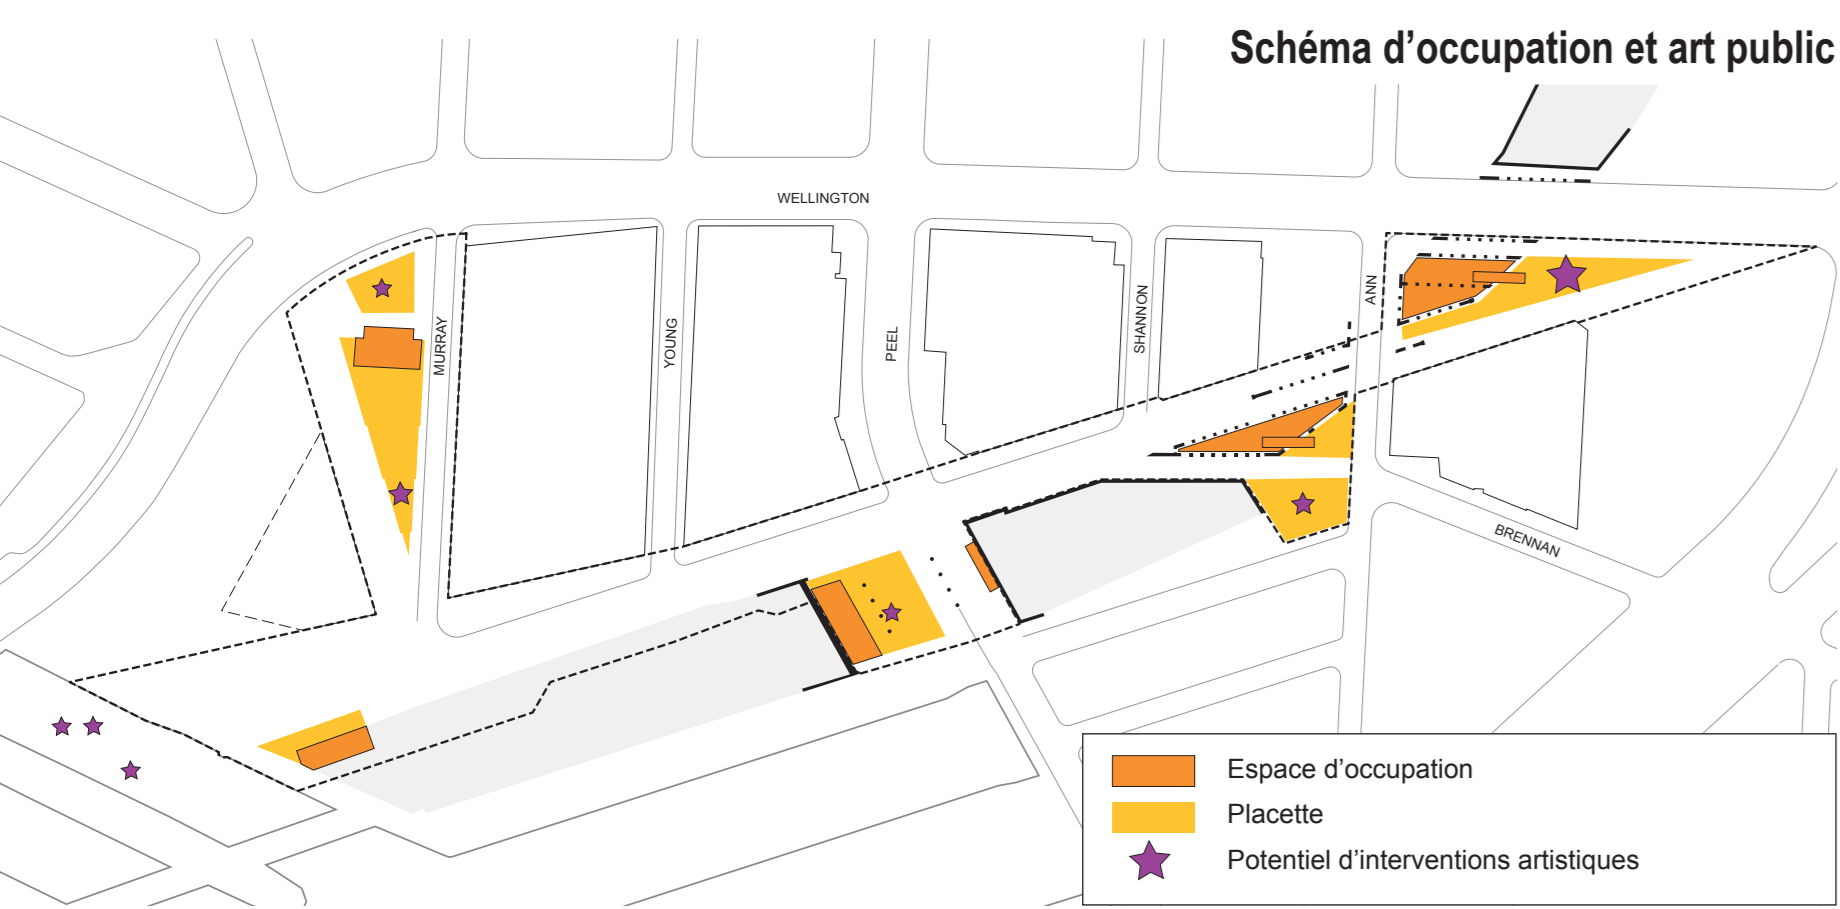 Schéma d’occupation et art public
WELLINGTON
MURRAY
YOUNG
PEEL
SHANNON
ANN
BRENNAN
Espace d’occupation
Placette
Potentiel d’interventions artistiques